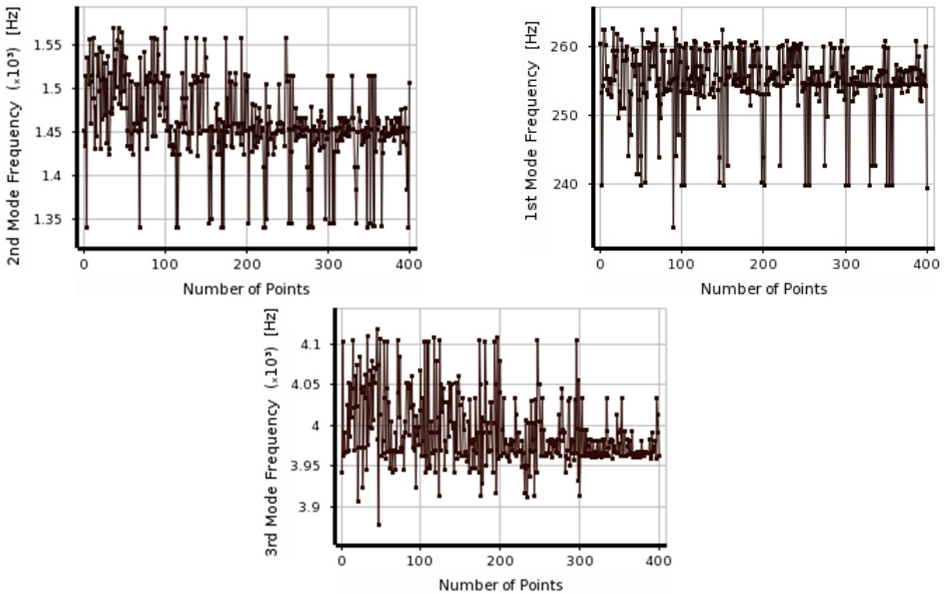 2nd Mode Frequency (ₓ10³) [Hz]
1.55
1.5
1.45
1.4
1.35
0 100 200 300 400
Number of Points
1st Mode Frequency [Hz]
260
250
240
0 100 200 300 400
Number of Points
3rd Mode Frequency (ₓ10³) [Hz]
4.1
4.05
4
3.95
3.9
0 100 200 300 400
Number of Points